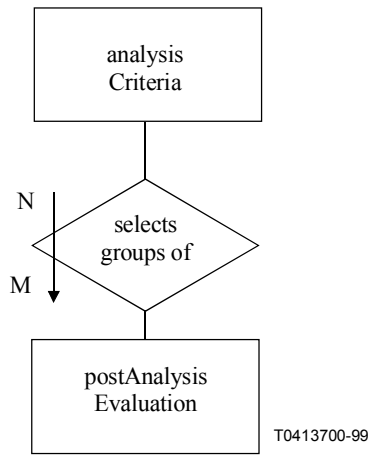 analysis
Criteria
N
selects
groups of
M
postAnalysis
Evaluation
T0413700-99